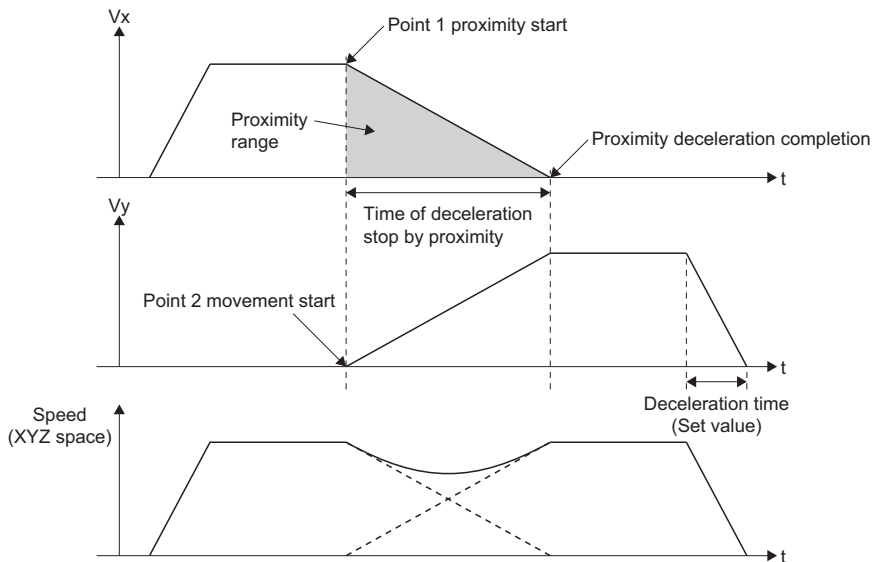 Vx
Point 1 proximity start
Proximity
range
Proximity deceleration completion
t
Vy
Time of deceleration
stop by proximity
Point 2 movement start
t
Deceleration time
(Set value)
Speed
(XYZ space)
t